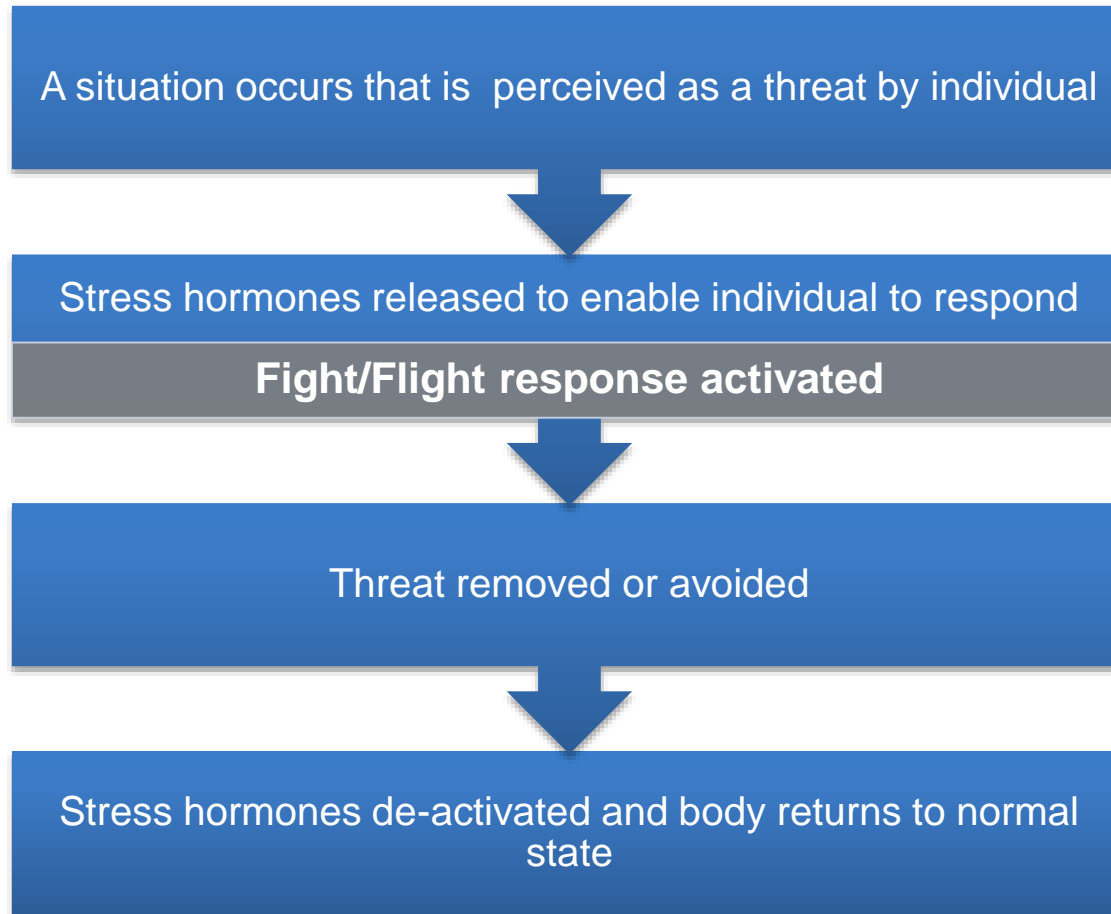 A situation occurs that is  perceived as a threat by individual
Stress hormones released to enable individual to respond
Fight/Flight response activated
Threat removed or avoided
Stress hormones de-activated and body returns to normal
state